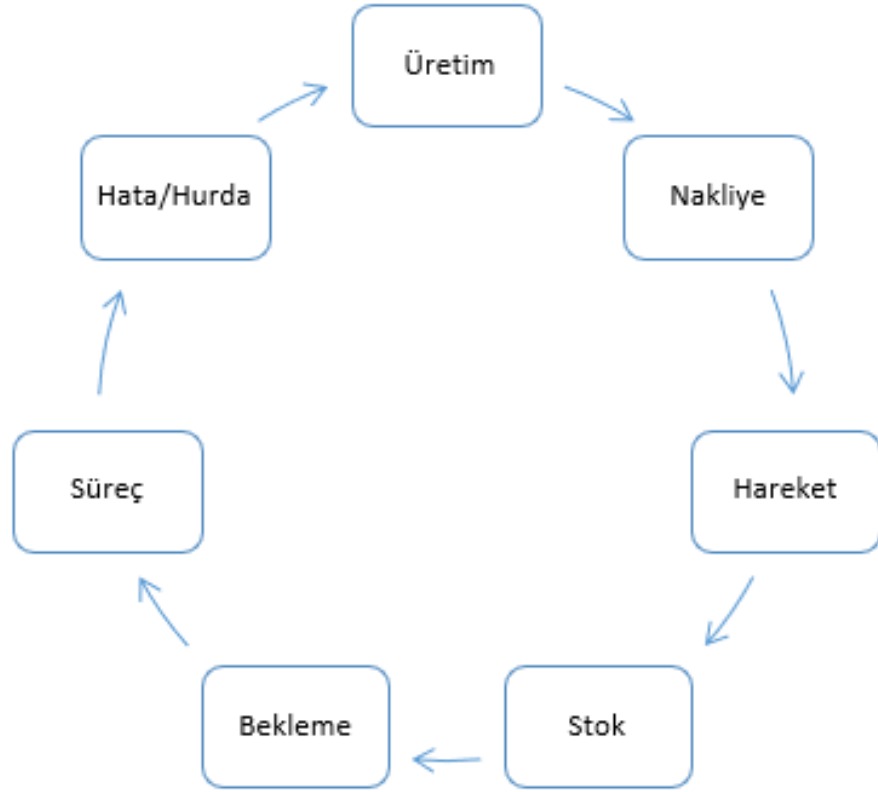 Üretim
Nakliye
Hareket
Stok
Bekleme
Süreç
Hata/Hurda